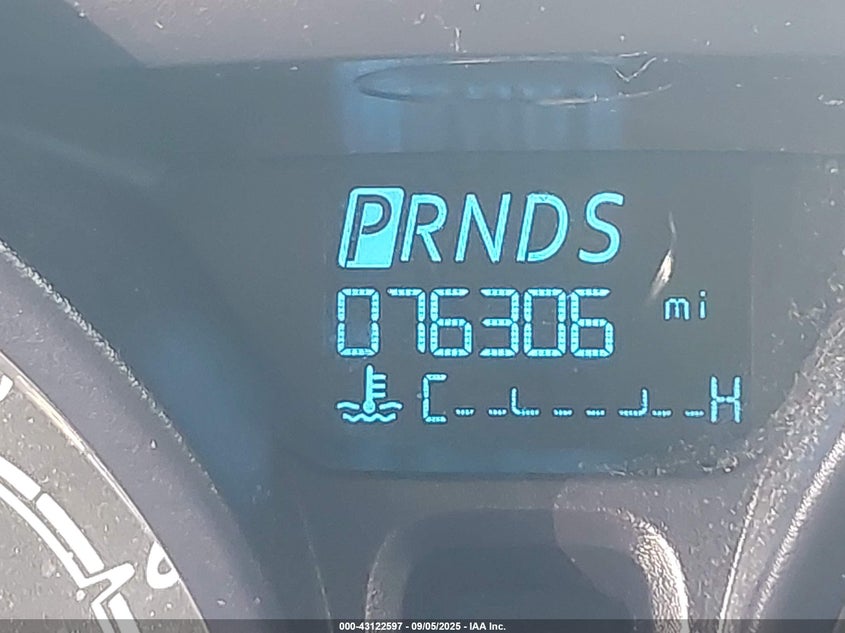 PRNDS
076306 mi
C H
000-43122597 - 09/05/2025 - IAA Inc.